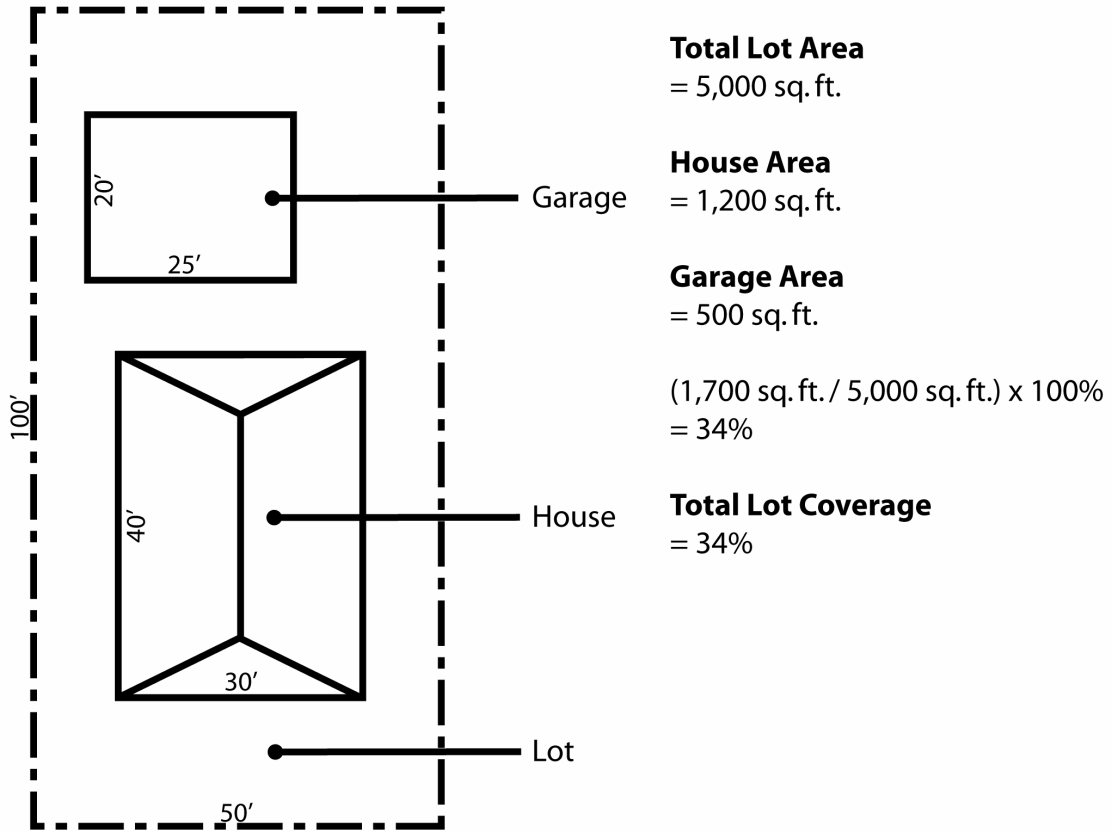 20'
25'
100'
40'
30'
50'
Garage
House
Lot
Total Lot Area
= 5,000 sq. ft.
House Area
= 1,200 sq. ft.
Garage Area
= 500 sq. ft.
(1,700 sq. ft. / 5,000 sq. ft.) x 100%
= 34%
Total Lot Coverage
= 34%